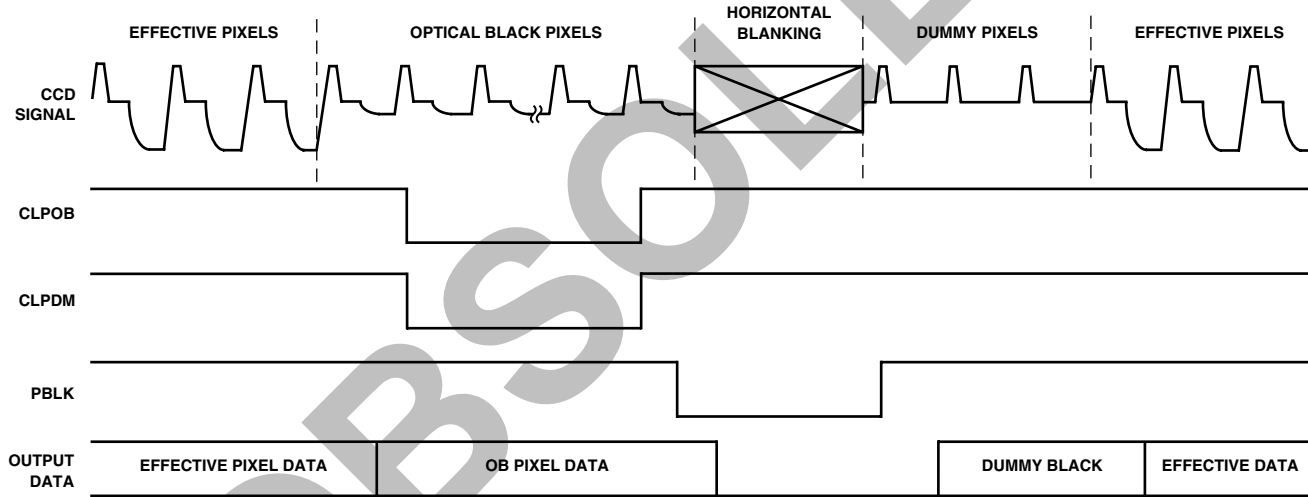 EFFECTIVE PIXELS
OPTICAL BLACK PIXELS
HORIZONTAL
BLANKING
DUMMY PIXELS
EFFECTIVE PIXELS
CCD
SIGNAL
CLPOB
CLPDM
PBLK
OUTPUT
DATA
EFFECTIVE PIXEL DATA
OB PIXEL DATA
DUMMY BLACK
EFFECTIVE DATA